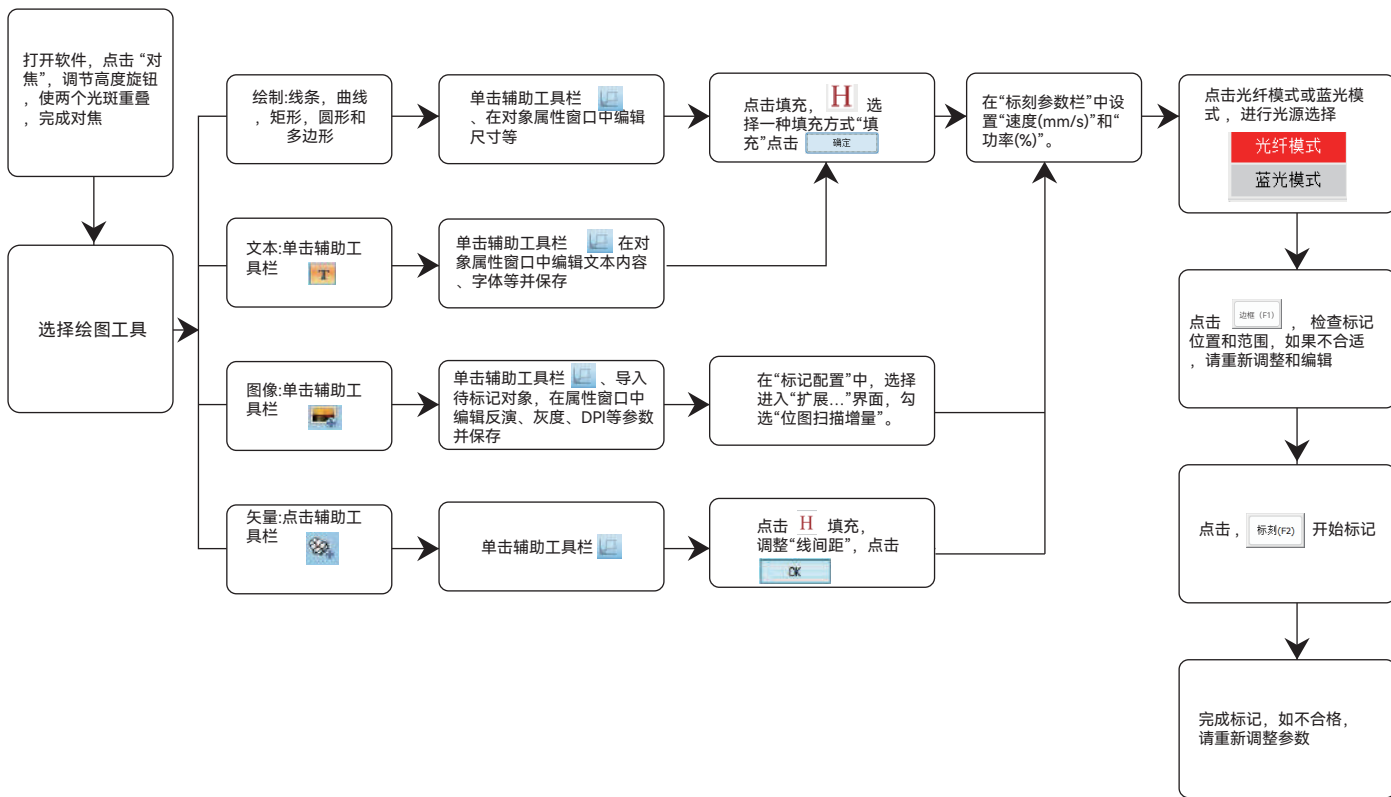 打开软件，点击 “对
焦”，调节高度旋钮
，使两个光斑重叠
，完成对焦
选择绘图工具
绘制:线条，曲线
，矩形，圆形和
多边形
单击辅助工具栏
、在对象属性窗口中编辑
尺寸等
点击填充， H 选
择一种填充方式“填
充”点击 确定
在“标刻参数栏”中设
置“速度(mm/s)”和“
功率(%)”。
点击光纤模式或蓝光模
式 ，进行光源选择
光纤模式
蓝光模式
文本:单击辅助工
具栏 T
单击辅助工具栏 在对
象属性窗口中编辑文本内容
、字体等并保存
图像:单击辅助工
具栏
单击辅助工具栏 、导入
待标记对象，在属性窗口中
编辑反演、灰度、DPI等参数
并保存
在“标记配置”中，选择
进入“扩展...”界面，勾
选“位图扫描增量”。
矢量:点击辅助工
具栏
单击辅助工具栏
点击 H 填充，
调整“线间距”，点击
OK
点击 边框（F1） ， 检查标记
位置和范围，如果不合适
，请重新调整和编辑
点击， 标刻(F2) 开始标记
完成标记，如不合格，
请重新调整参数